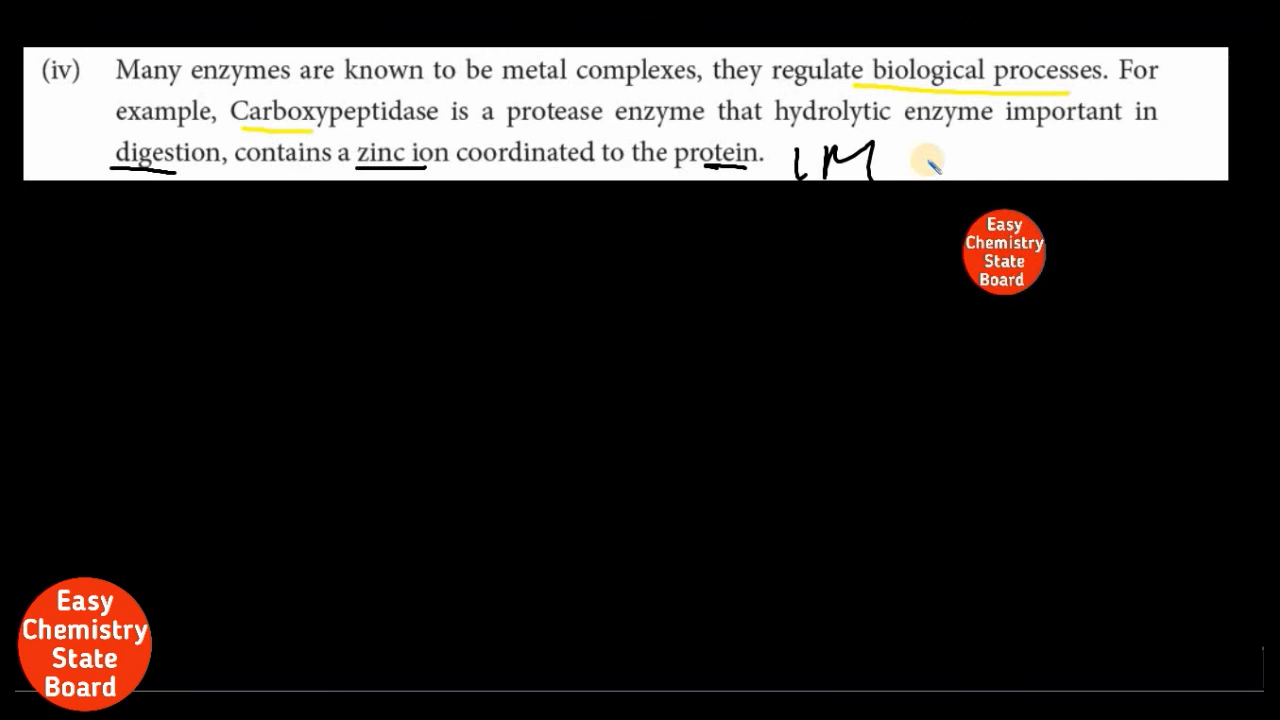 (iv) Many enzymes are known to be metal complexes, they regulate biological processes. For
example, Carboxypeptidase is a protease enzyme that hydrolytic enzyme important in
digestion, contains a zinc ion coordinated to the protein. 1M
Easy
Chemistry
State
Board
Easy
Chemistry
State
Board